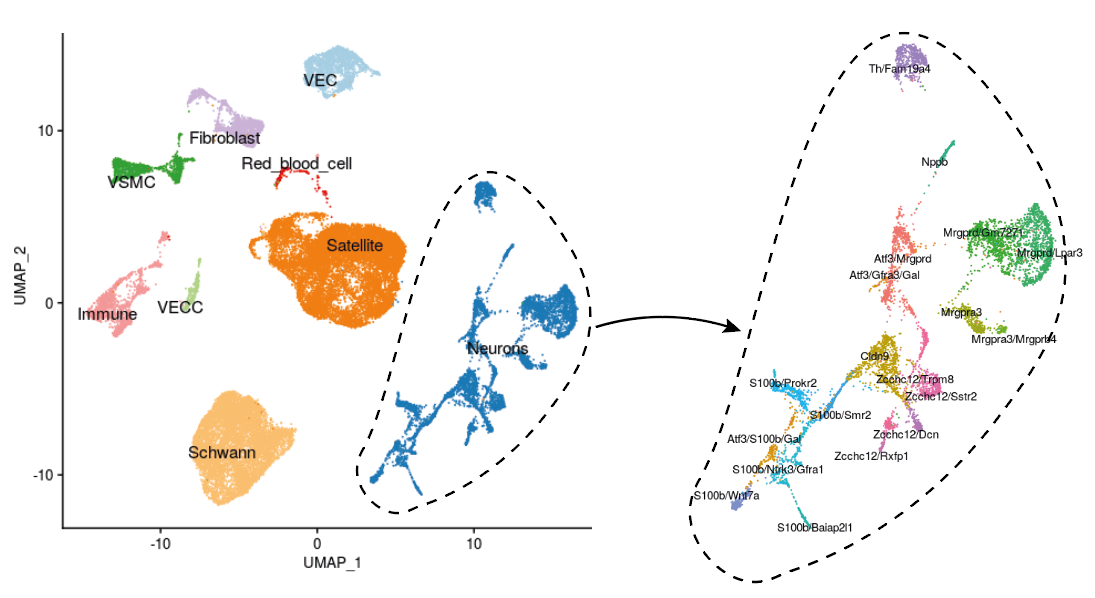 VEC
10
Fibroblast
Red_blood_cell
VSMC
Satellite
UMAP_2
0
Immune
VECC
Neurons
Schwann
-10
-10
0
10
UMAP_1
Th/Fam19a4
Nppb
Mrgprd/Gm7271
Mrgprd/Lpar3
Atf3/Mrgprd
Atf3/Gfra3/Gal
Mrgpra3
Mrgpra3/Mrgprb4
Cldn9
Zcchc12/Trpm8
Zcchc12/Sstr2
S100b/Prokr2
S100b/Smr2
Zcchc12/Dcn
Atf3/S100b/Gal
Zcchc12/Rxfp1
S100b/Ntrk3/Gfra1
S100b/Wnt7a
S100b/Baiap2l1